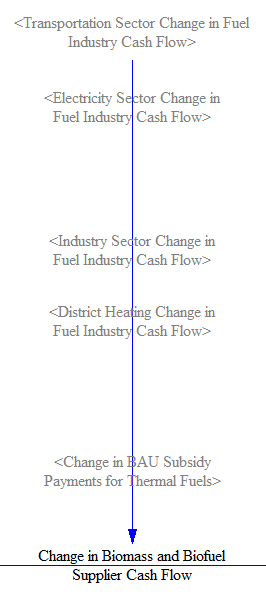 <Transportation Sector Change in Fuel
Industry Cash Flow>
<Electricity Sector Change in
Fuel Industry Cash Flow>
<Industry Sector Change in
Fuel Industry Cash Flow>
<District Heating Change in
Fuel Industry Cash Flow>
<Change in BAU Subsidy
Payments for Thermal Fuels>
Change in Biomass and Biofuel
Supplier Cash Flow